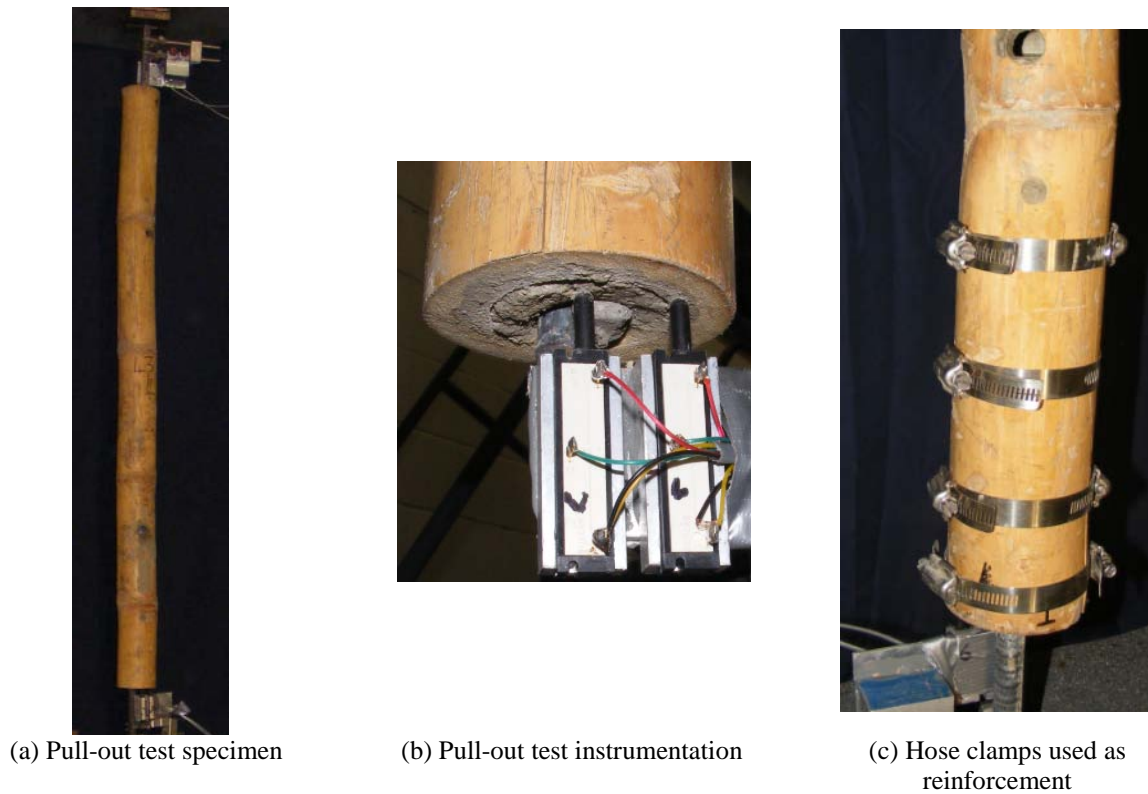 (a) Pull-out test specimen
(b) Pull-out test instrumentation
(c) Hose clamps used as
reinforcement